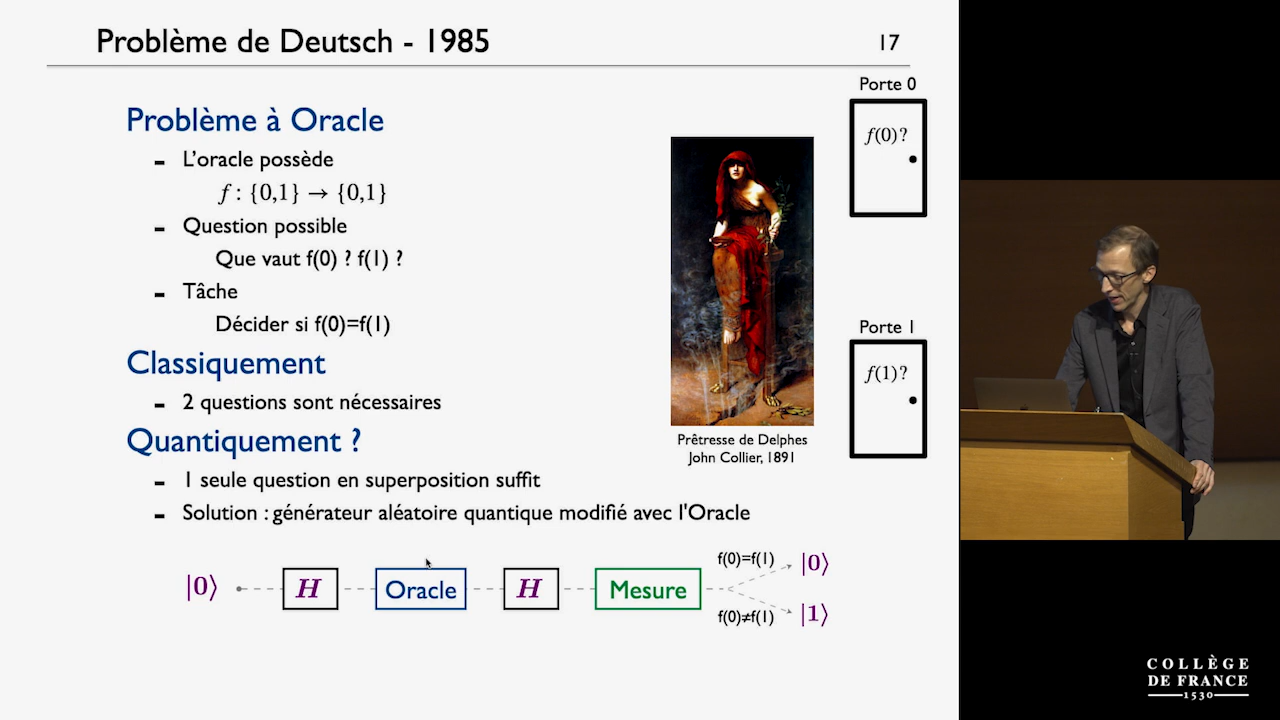 Problème de Deutsch - 1985
17
Problème à Oracle
- L'oracle possède
f : {0,1} → {0,1}
- Question possible
Que vaut f(0) ? f(1) ?
- Tâche
Décider si f(0)=f(1)
Classiquement
- 2 questions sont nécessaires
Quantiquement ?
- 1 seule question en superposition suffit
- Solution : générateur aléatoire quantique modifié avec l'Oracle
|0⟩ H Oracle H Mesure
f(0)=f(1) |0⟩
f(0)≠f(1) |1⟩
Prêtresse de Delphes
John Collier, 1891
Porte 0
f(0)?
Porte 1
f(1)?
COLLÈGE
DE FRANCE
1530